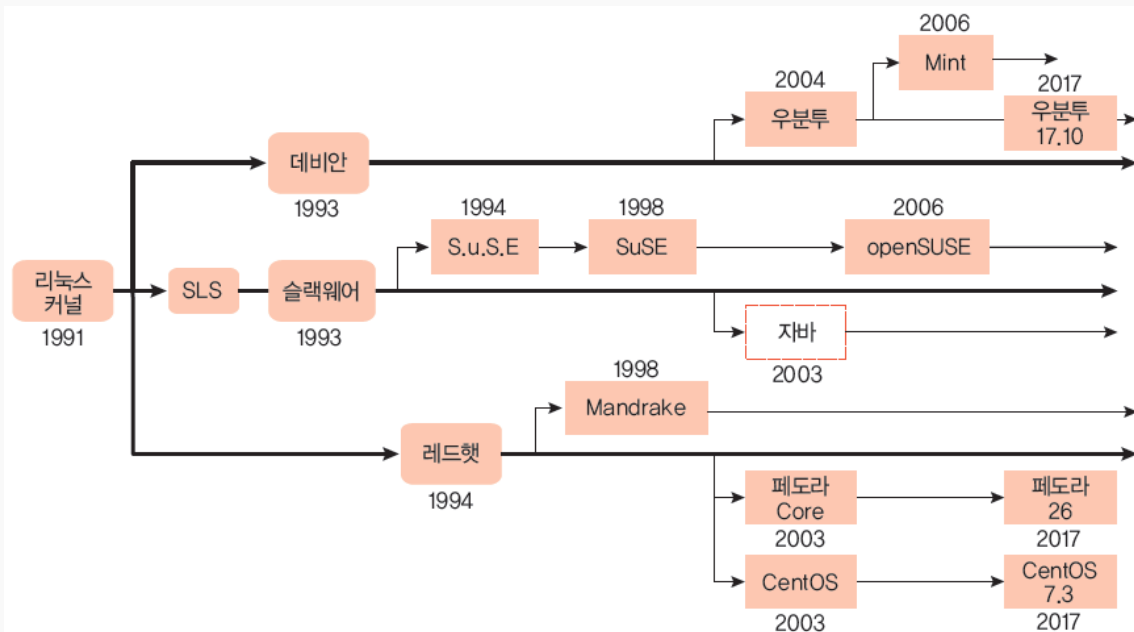 2006
Mint
2004
우분투
2017
우분투
17.10
데비안
1993
1994
S.u.S.E
1998
SuSE
2006
openSUSE
리눅스
커널
1991
SLS
슬랙웨어
1993
자바
2003
1998
Mandrake
레드햇
1994
페도라
Core
2003
페도라
26
2017
CentOS
2003
CentOS
7.3
2017